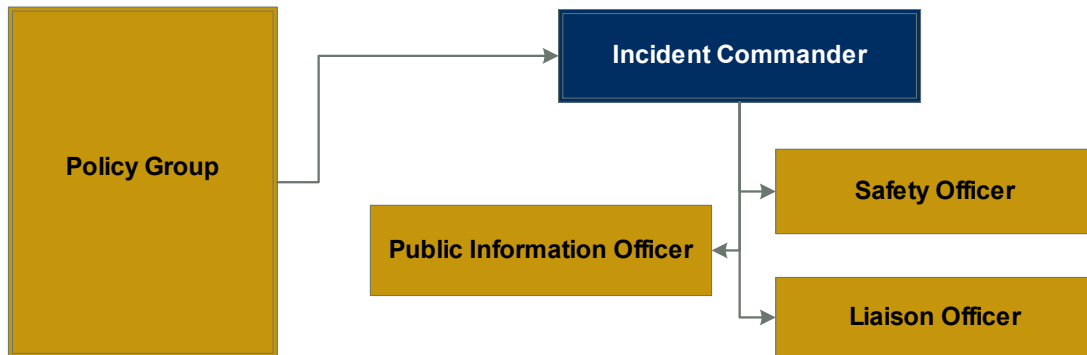 Incident Commander
Policy Group
Safety Officer
Public Information Officer
Liaison Officer